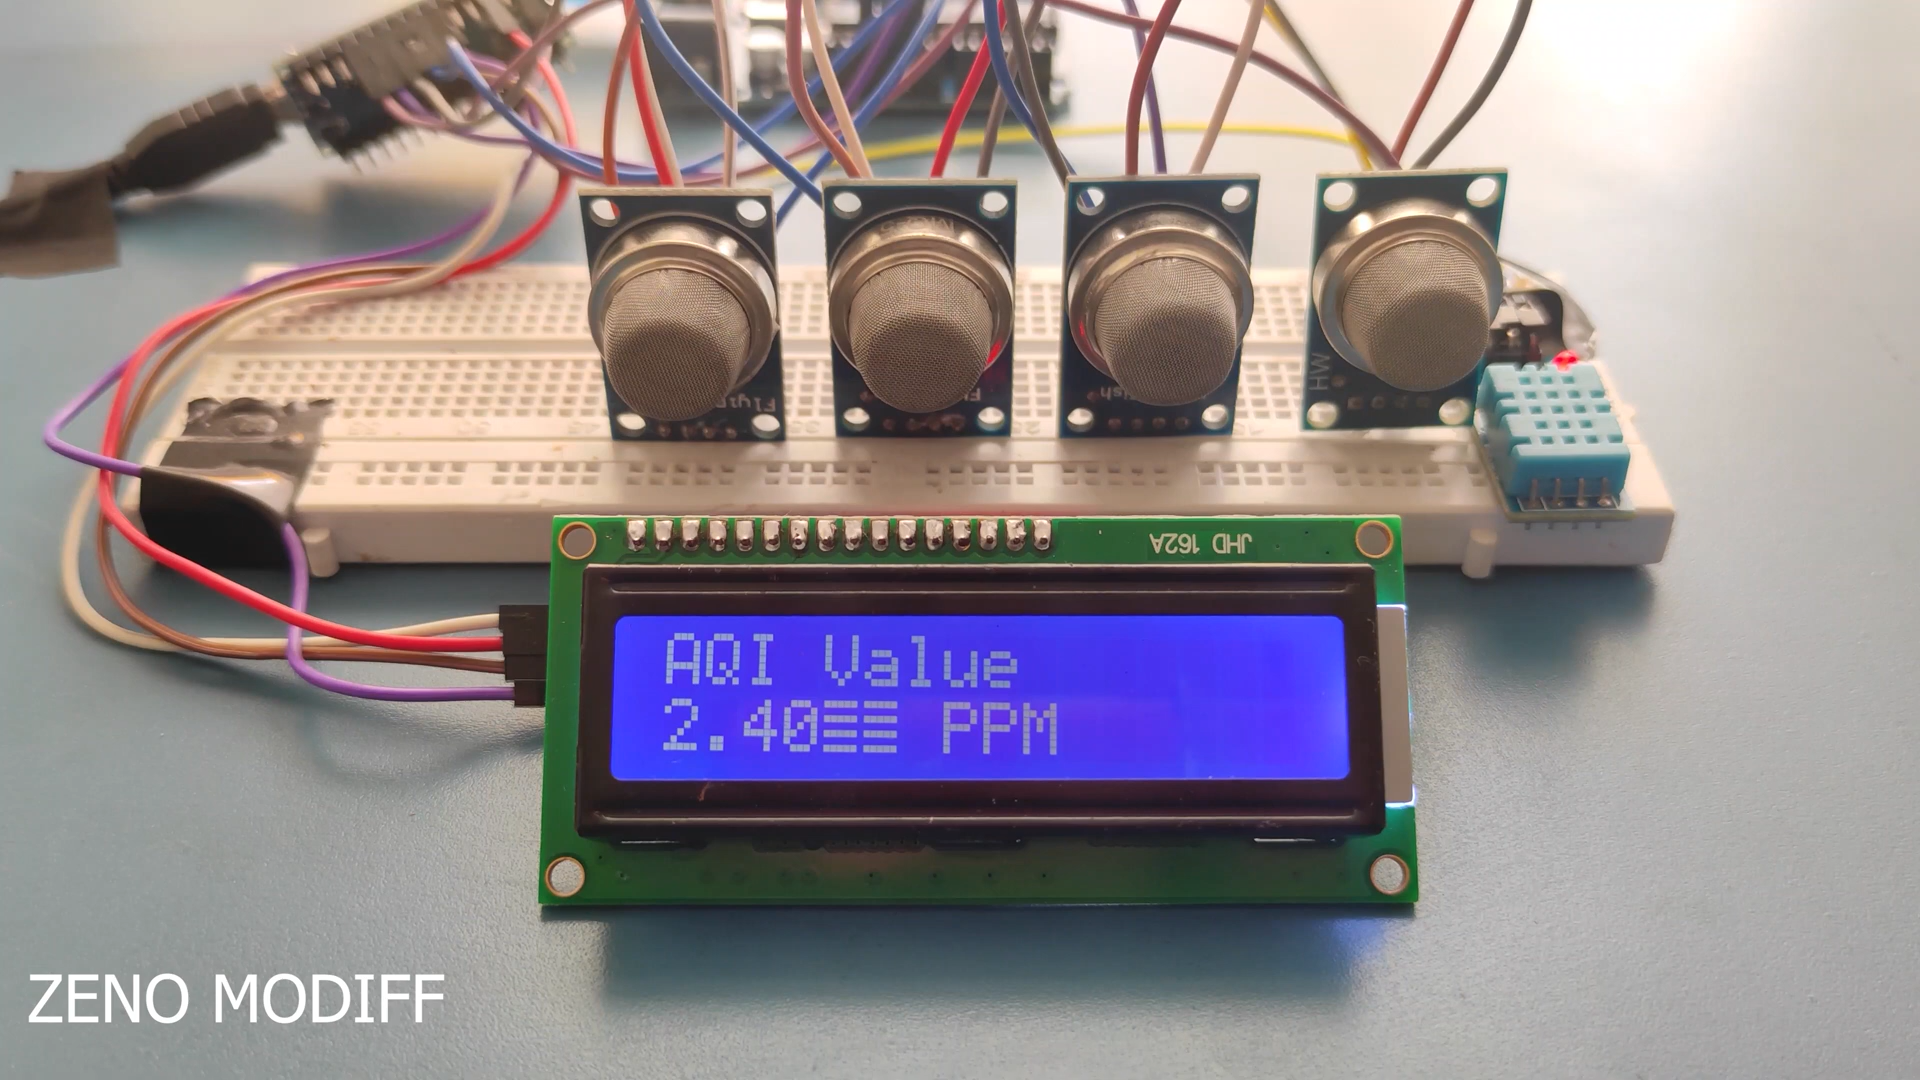 HW
JHD 162A
AQI Value
2.40≡≡ PPM
ZENO MODIFF